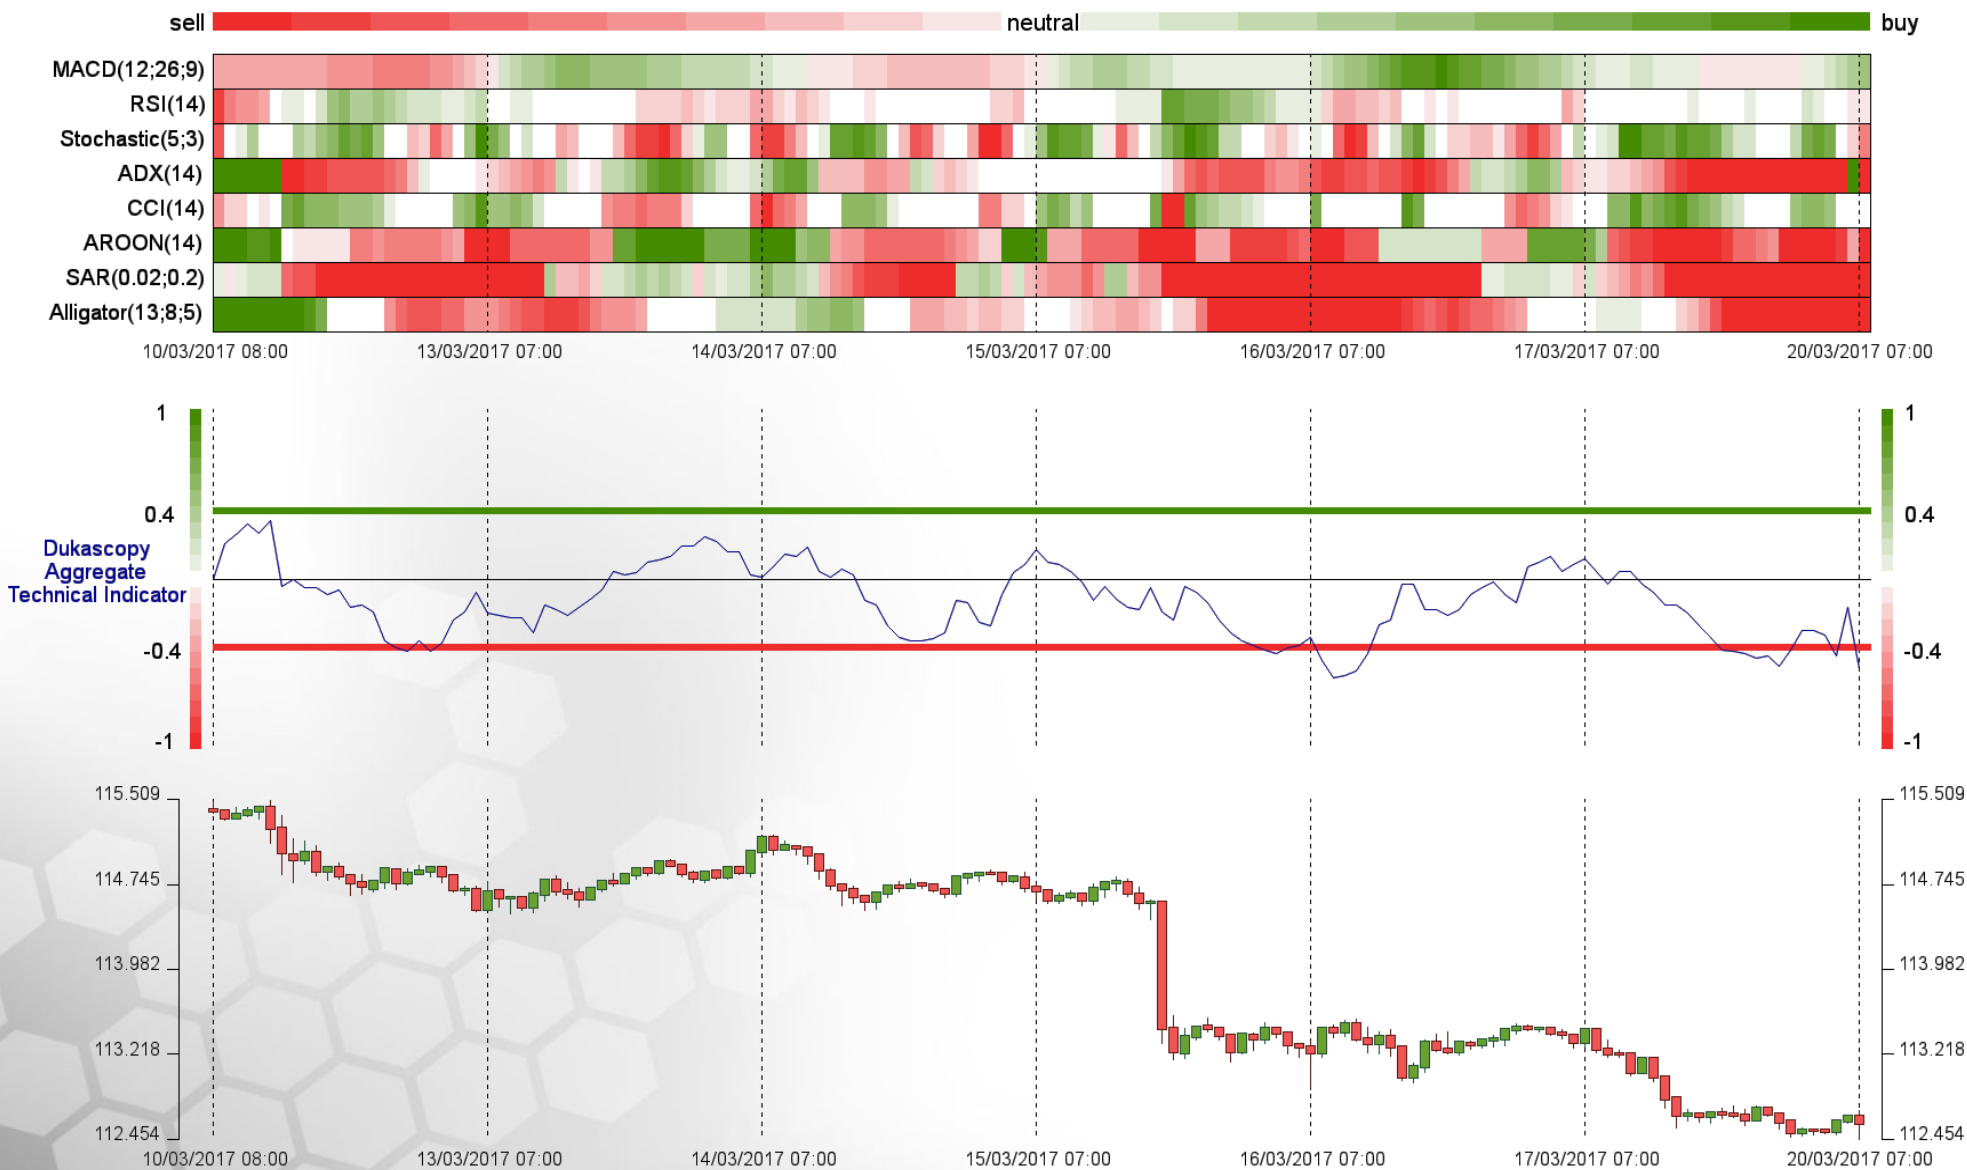 sell neutral buy
MACD(12;26;9)
RSI(14)
Stochastic(5;3)
ADX(14)
CCI(14)
AROON(14)
SAR(0.02;0.2)
Alligator(13;8;5)
10/03/2017 08:00 13/03/2017 07:00 14/03/2017 07:00 15/03/2017 07:00 16/03/2017 07:00 17/03/2017 07:00 20/03/2017 07:00
1 1
0.4 0.4
Dukascopy
Aggregate
Technical Indicator
-0.4 -0.4
-1 -1
115.509 115.509
114.745 114.745
113.982 113.982
113.218 113.218
112.454 112.454
10/03/2017 08:00 13/03/2017 07:00 14/03/2017 07:00 15/03/2017 07:00 16/03/2017 07:00 17/03/2017 07:00 20/03/2017 07:00